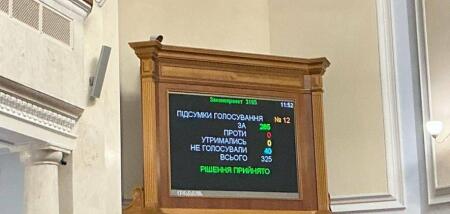 Законопроект 3165
11:52
ПІДСУМКИ ГОЛОСУВАННЯ № 12
ЗА 285
ПРОТИ 0
УТРИМАЛИСЬ 0
НЕ ГОЛОСУВАЛИ 40
ВСЬОГО 325
РІШЕННЯ ПРИЙНЯТО